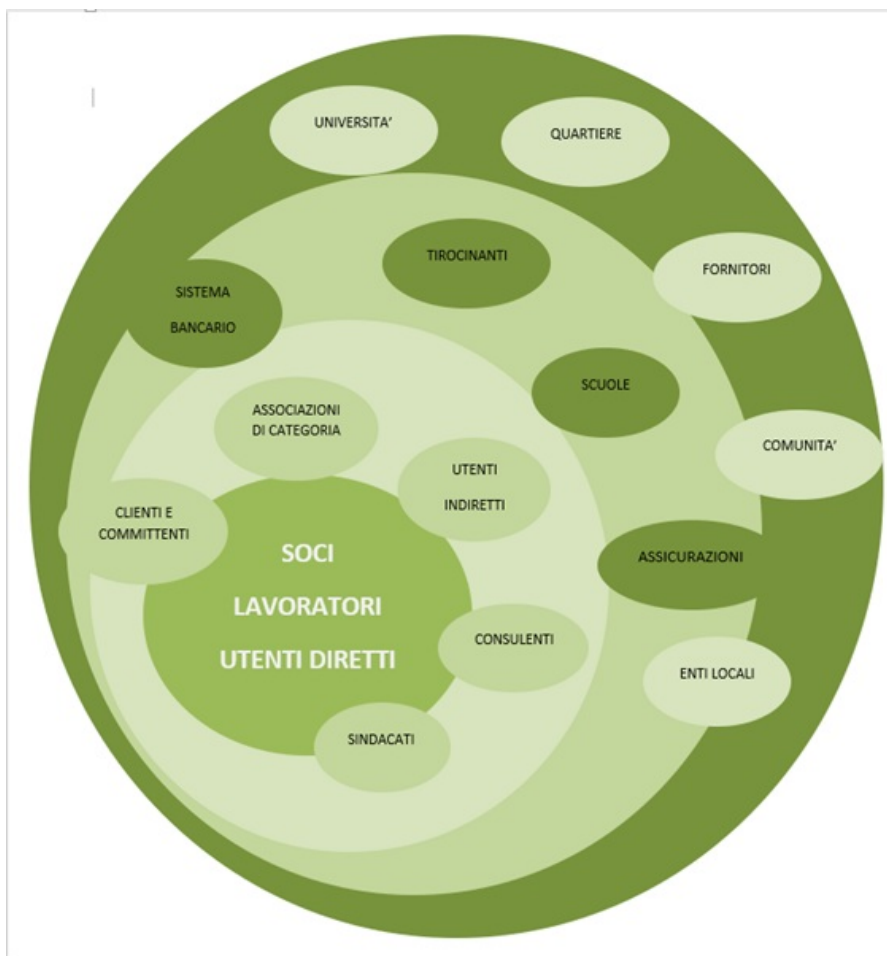 UNIVERSITA'
QUARTIERE
TIROCINANTI
FORNITORI
SISTEMA
BANCARIO
SCUOLE
ASSOCIAZIONI
DI CATEGORIA
COMUNITA'
UTENTI
INDIRETTI
CLIENTI E
COMMITTENTI
SOCI
LAVORATORI
UTENTI DIRETTI
ASSICURAZIONI
CONSULENTI
ENTI LOCALI
SINDACATI